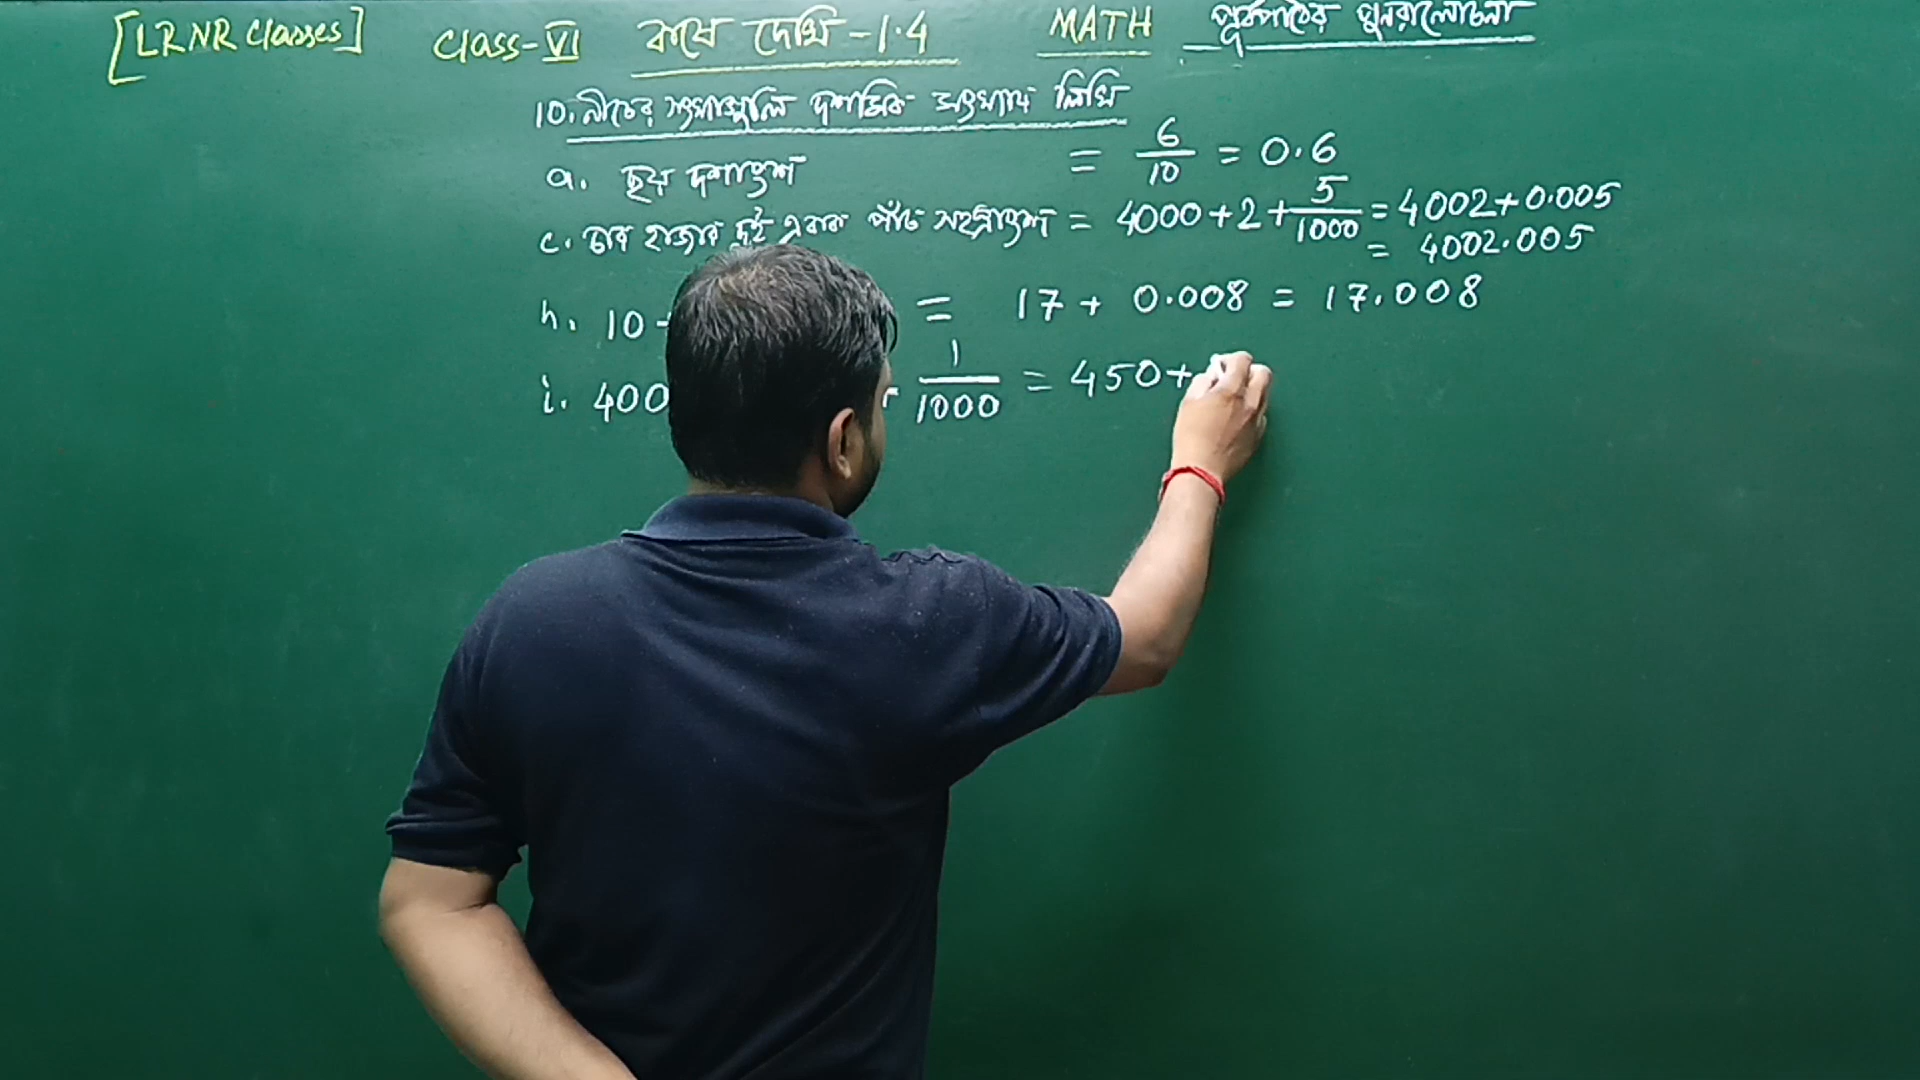 [LRNR Classes] Class-VI কষে দেখি -1.4 MATH পূর্বপাঠের পুনরালোচনা
10. নীচের সংখ্যাগুলি দশমিক সংখ্যায় লিখি
a. ছয় দশাংশ = 6/10 = 0.6
c. চার হাজার দুই এবং পাঁচ সহস্রাংশ = 4000+2+5/1000 = 4002+0.005
= 4002.005
h. 10 = 17 + 0.008 = 17.008
i. 400 1/1000 = 450+